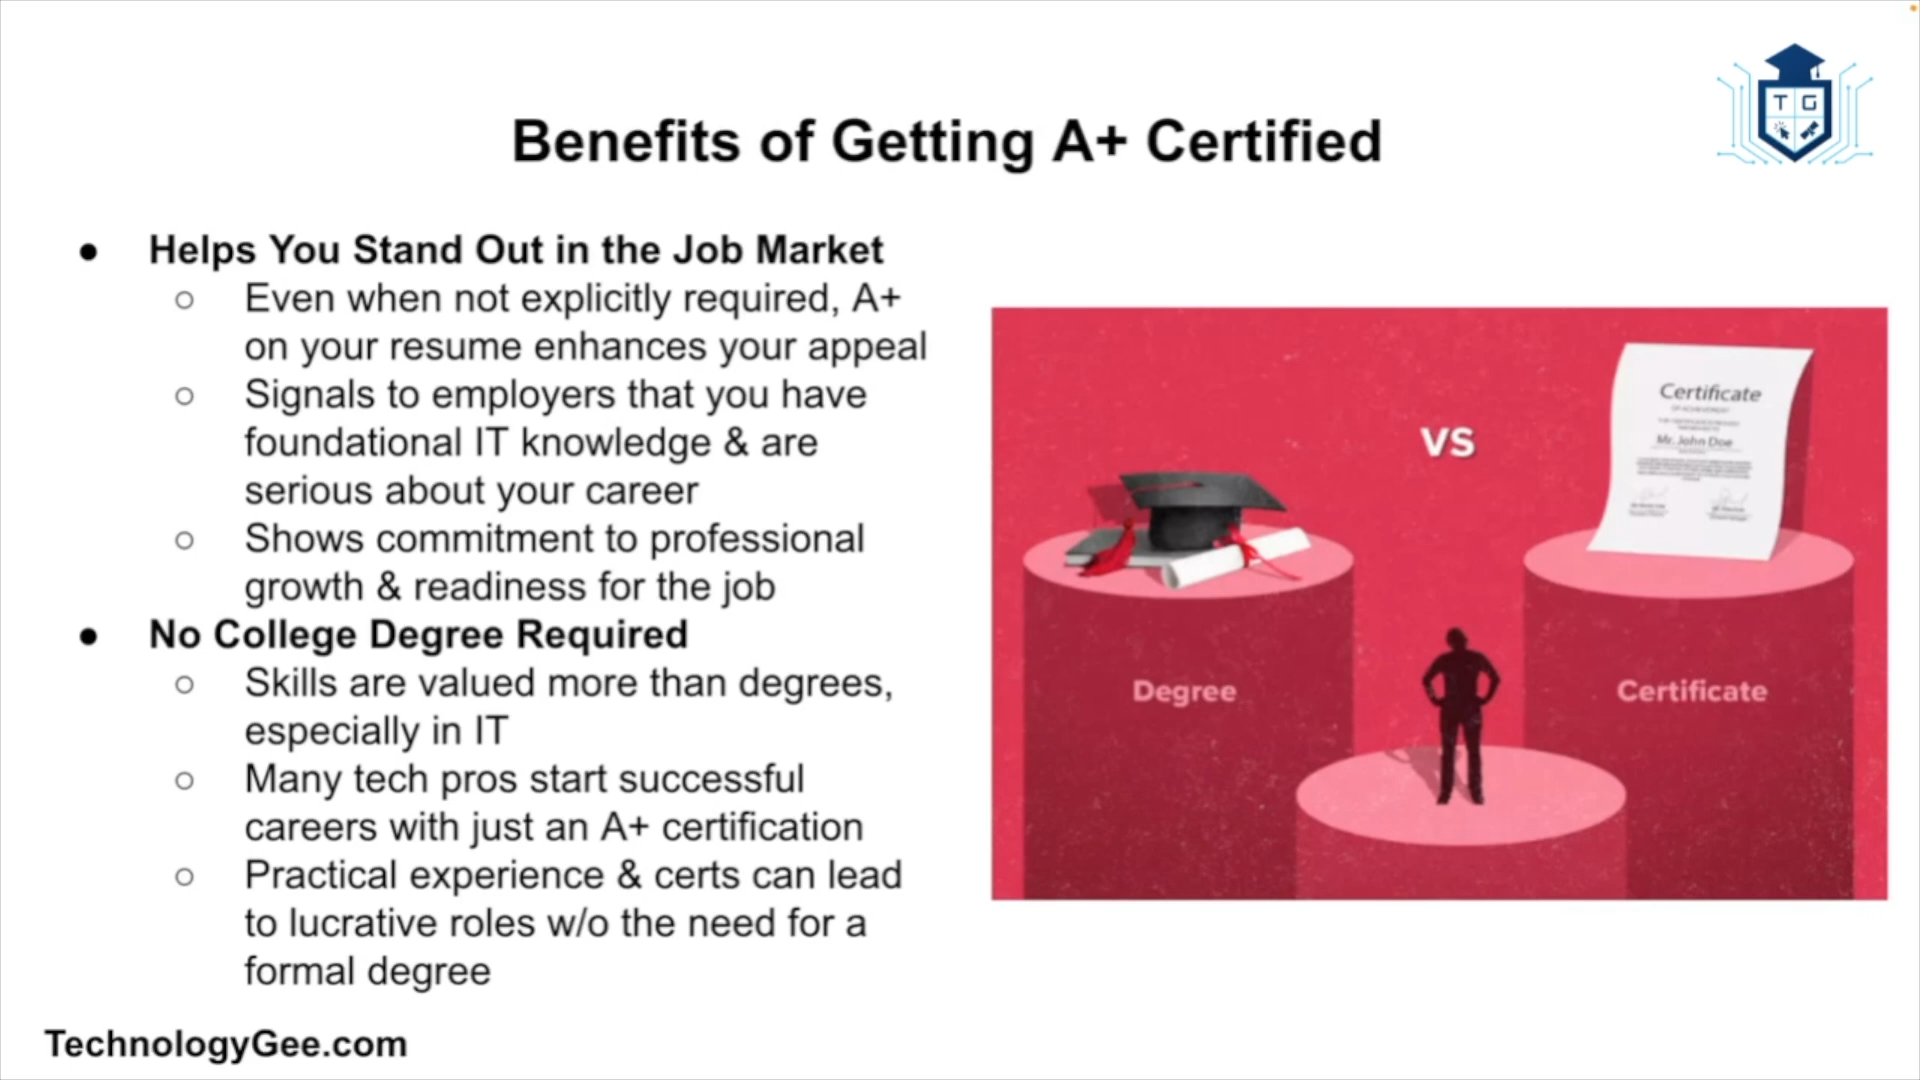 Benefits of Getting A+ Certified
T G
● Helps You Stand Out in the Job Market
○ Even when not explicitly required, A+
on your resume enhances your appeal
○ Signals to employers that you have
foundational IT knowledge & are
serious about your career
○ Shows commitment to professional
growth & readiness for the job
● No College Degree Required
○ Skills are valued more than degrees,
especially in IT
○ Many tech pros start successful
careers with just an A+ certification
○ Practical experience & certs can lead
to lucrative roles w/o the need for a
formal degree
VS
Certificate
Mr. John Doe
Degree
Certificate
TechnologyGee.com